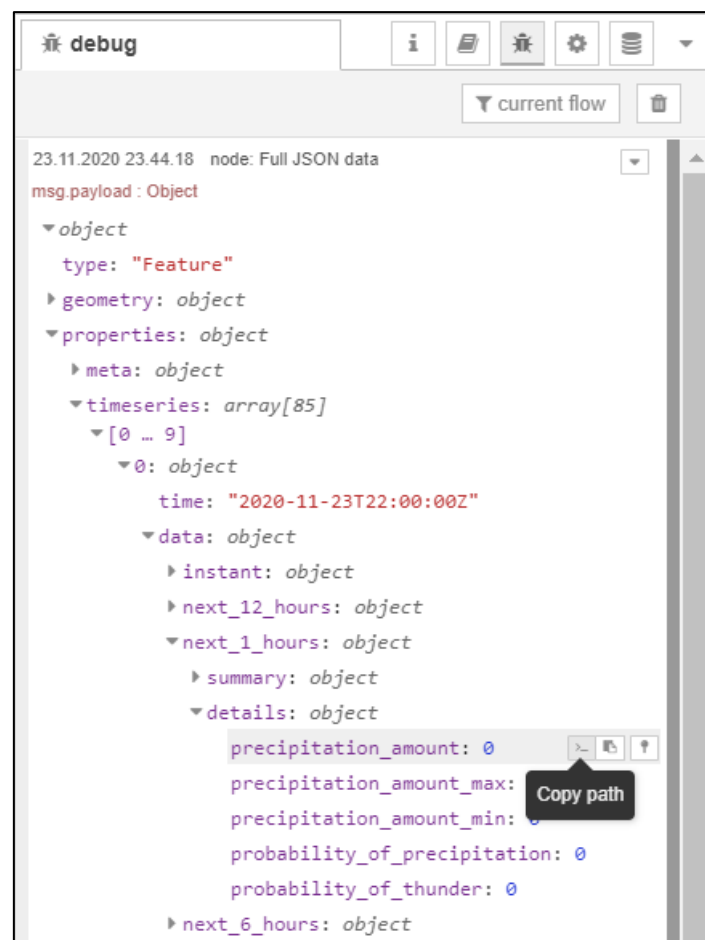 debug
i
current flow
23.11.2020 23.44.18 node: Full JSON data
msg.payload : Object
object
type: "Feature"
geometry: object
properties: object
meta: object
timeseries: array[85]
[0 … 9]
0: object
time: "2020-11-23T22:00:00Z"
data: object
instant: object
next_12_hours: object
next_1_hours: object
summary: object
details: object
precipitation_amount: 0
precipitation_amount_max:
Copy path
precipitation_amount_min:
probability_of_precipitation: 0
probability_of_thunder: 0
next_6_hours: object